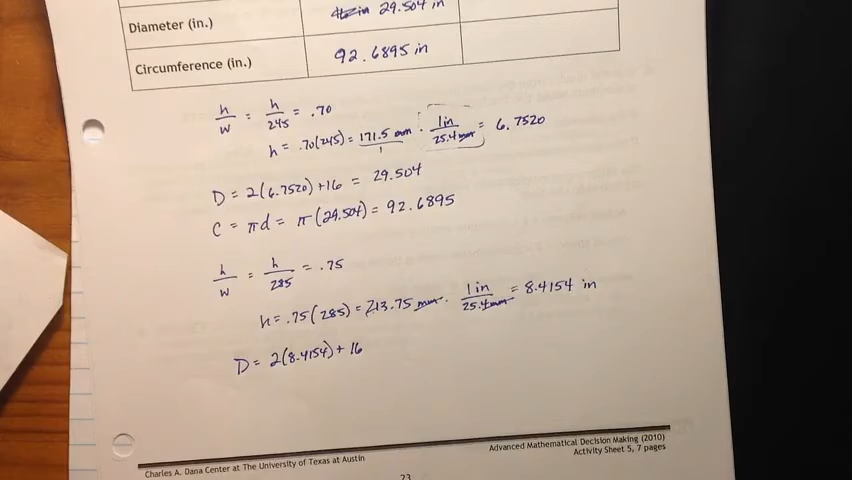 Diameter (in.) 29.504 in
Circumference (in.) 92.6895 in
h/W = h/245 = .70
h = .70(245) = 171.5 mm/1 · 1in/25.4mm = 6.7520
D = 2(6.7520) + 16 = 29.504
C = πd = π(29.504) = 92.6895
h/W = h/285 = .75
h = .75(285) = 213.75 mm · 1in/25.4mm = 8.4154 in
D = 2(8.4154) + 16
Charles A. Dana Center at The University of Texas at Austin
Advanced Mathematical Decision Making (2010)
Activity Sheet 5, 7 pages
23